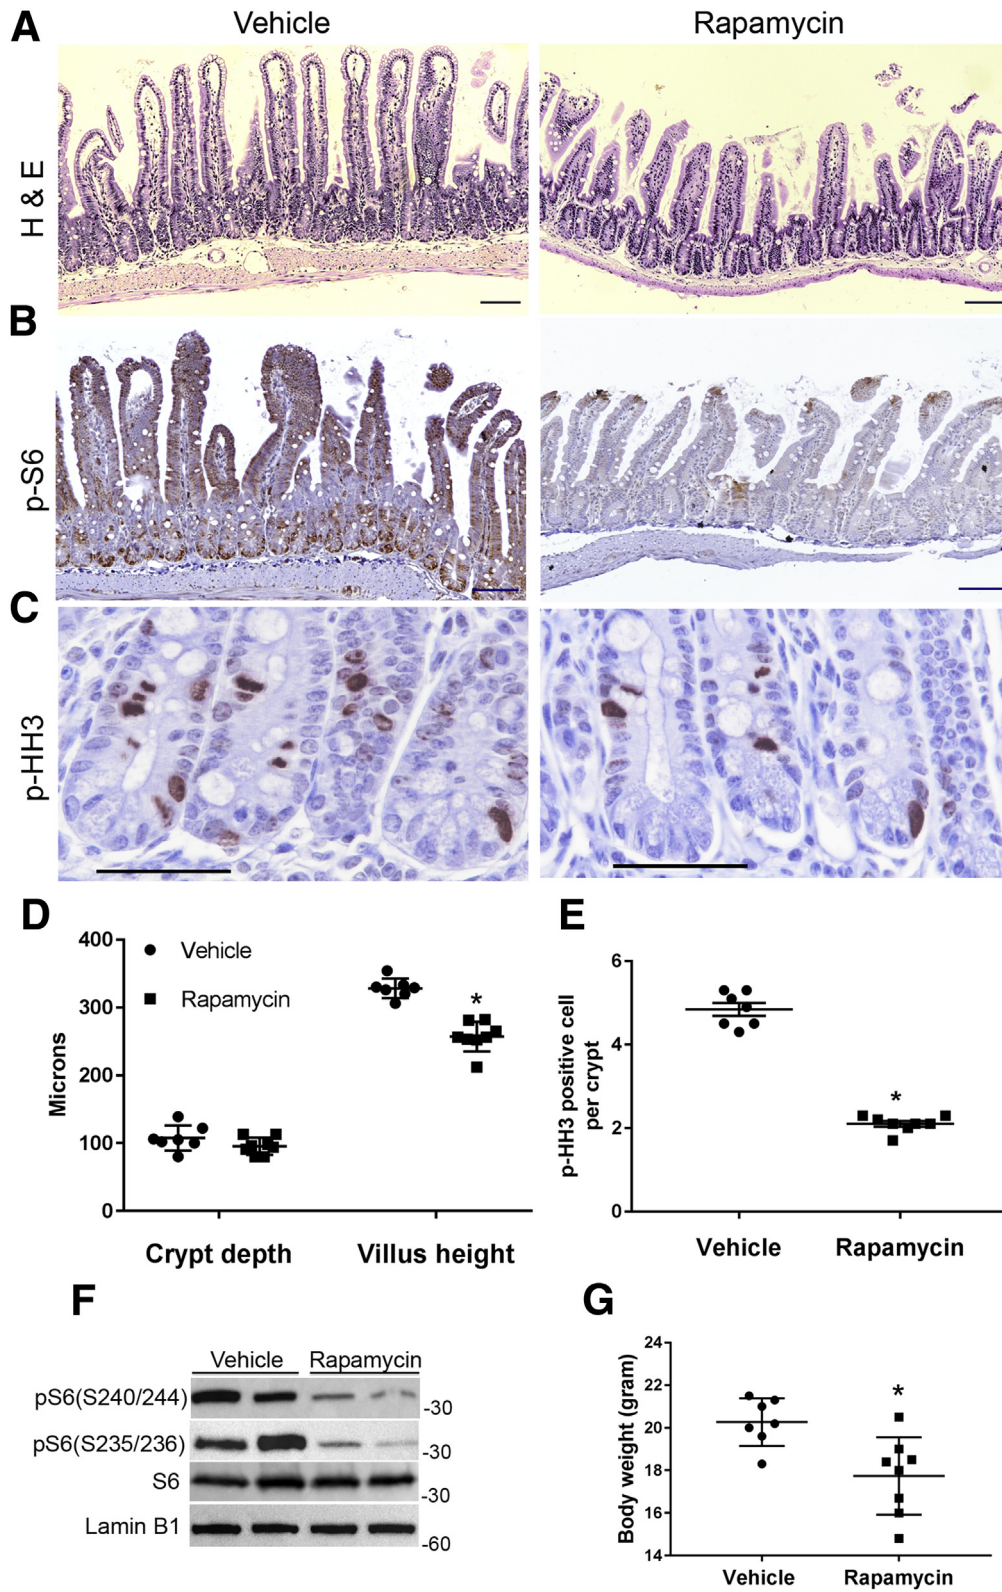 A
Vehicle
Rapamycin
H & E
B
p-S6
C
p-HH3
D
400
300
200
100
0
Microns
Vehicle
Rapamycin
*
Crypt depth
Villus height
E
6
4
2
0
p-HH3 positive cell
per crypt
*
Vehicle
Rapamycin
F
Vehicle
Rapamycin
pS6(S240/244)
-30
pS6(S235/236)
-30
S6
-30
Lamin B1
-60
G
24
22
20
18
16
14
Body weight (gram)
*
Vehicle
Rapamycin